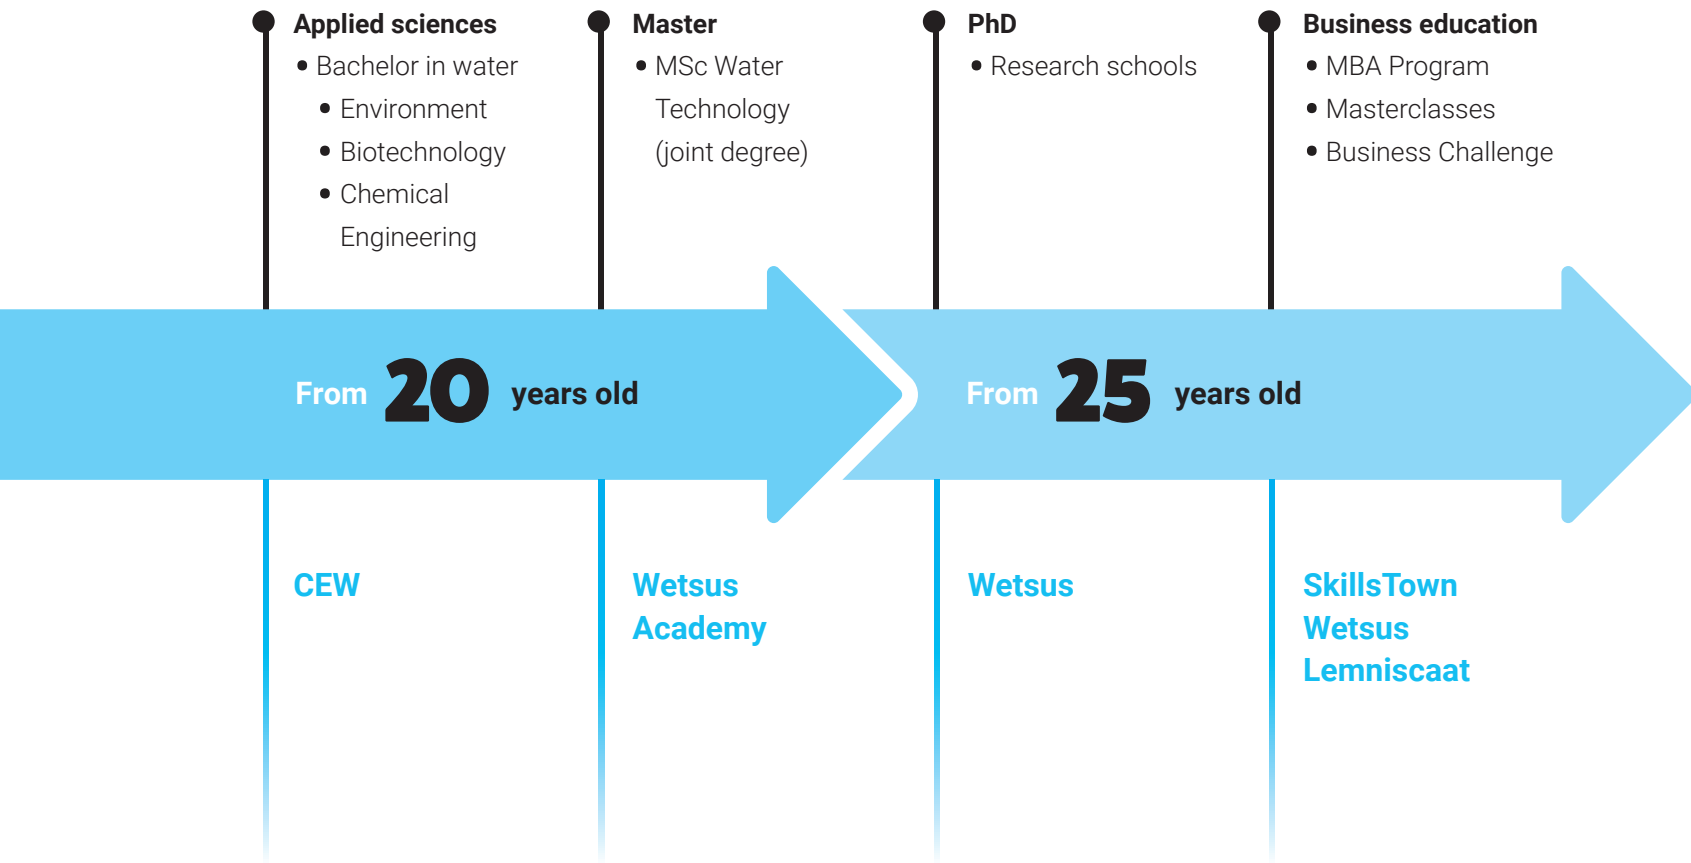 Applied sciences
• Bachelor in water
• Environment
• Biotechnology
• Chemical
Engineering
Master
• MSc Water
Technology
(joint degree)
PhD
• Research schools
Business education
• MBA Program
• Masterclasses
• Business Challenge
From 20 years old
From 25 years old
CEW
Wetsus
Academy
Wetsus
SkillsTown
Wetsus
Lemniscaat